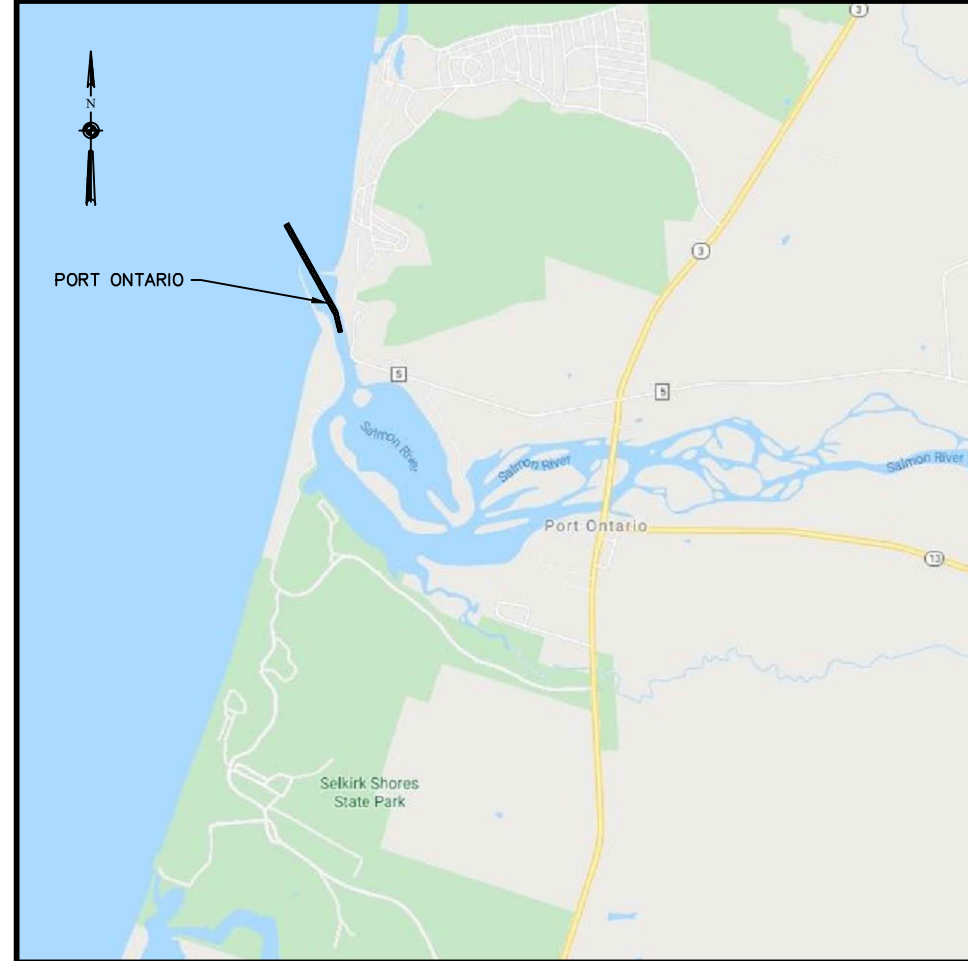 3
N
3
PORT ONTARIO
5
5
Salmon River
Salmon River
Salmon River
Port Ontario
13
Selkirk Shores
State Park